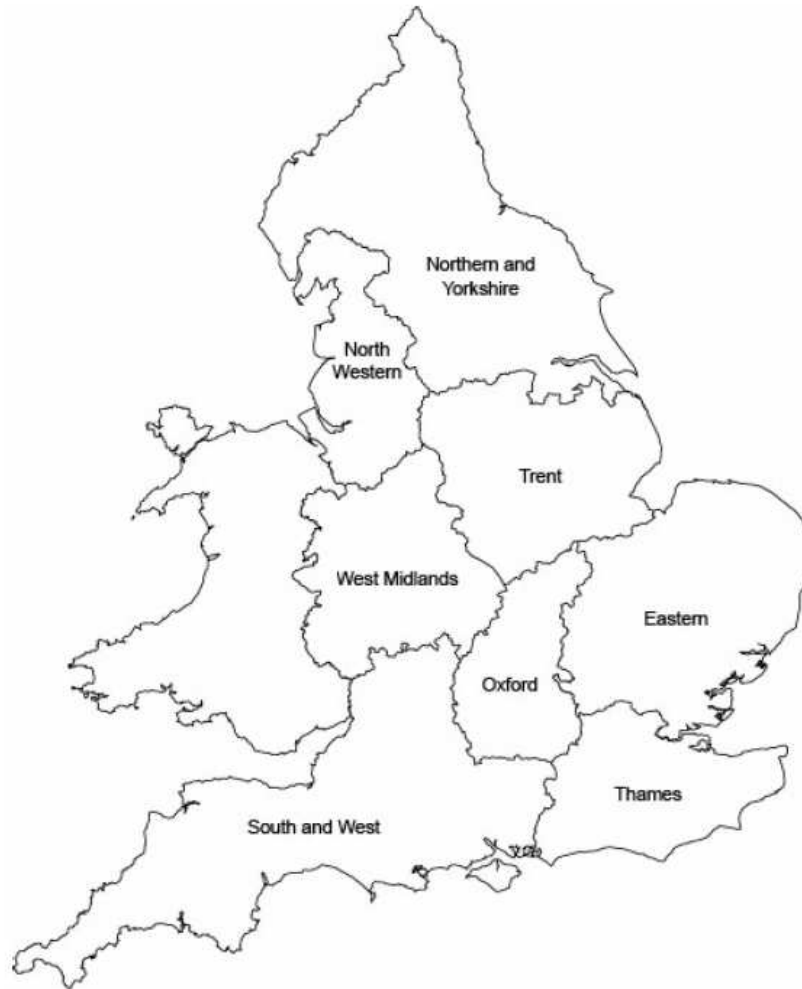 Northern and
Yorkshire
North
Western
Trent
West Midlands
Eastern
Oxford
Thames
South and West